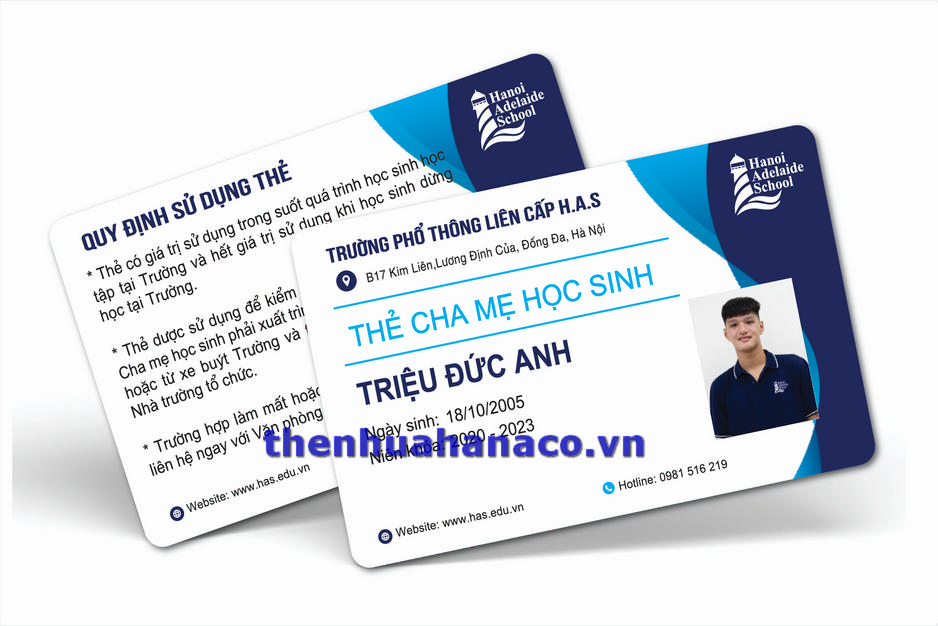 QUY ĐỊNH SỬ DỤNG THẺ
* Thẻ có giá trị sử dụng trong suốt quá trình học sinh học
tập tại Trường và hết giá trị sử dụng khi học sinh dừng
học tại Trường.
* Thẻ được sử dụng để kiểm
Cha mẹ học sinh phải xuất trì
hoặc từ xe buýt Trường và
Nhà trường tổ chức.
* Trường hợp làm mất hoặc
liên hệ ngay với Văn phòng
Website: www.has.edu.vn
Hanoi
Adelaide
School
Hanoi
Adelaide
School
TRƯỜNG PHỔ THÔNG LIÊN CẤP H.A.S
B17 Kim Liên,Lương Định Của, Đống Đa, Hà Nội
THẺ CHA MẸ HỌC SINH
TRIỆU ĐỨC ANH
Ngày sinh: 18/10/2005
Niên khóa: 2020 - 2023
thenhuahanaco.vn
Hotline: 0981 516 219
Website: www.has.edu.vn